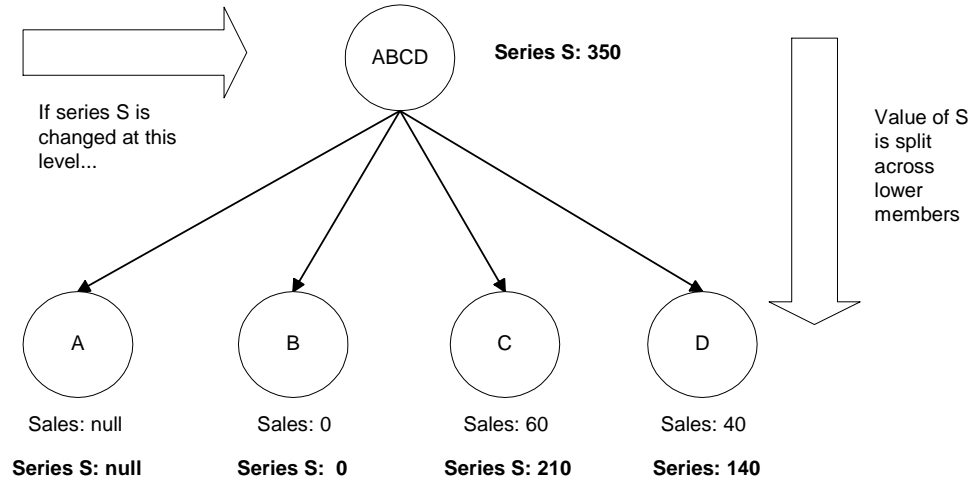 ABCD
Series S: 350
If series S is
changed at this
level...
Value of S
is split
across
lower
members
A
B
C
D
Sales: null
Sales: 0
Sales: 60
Sales: 40
Series S: null
Series S:  0
Series S: 210
Series: 140